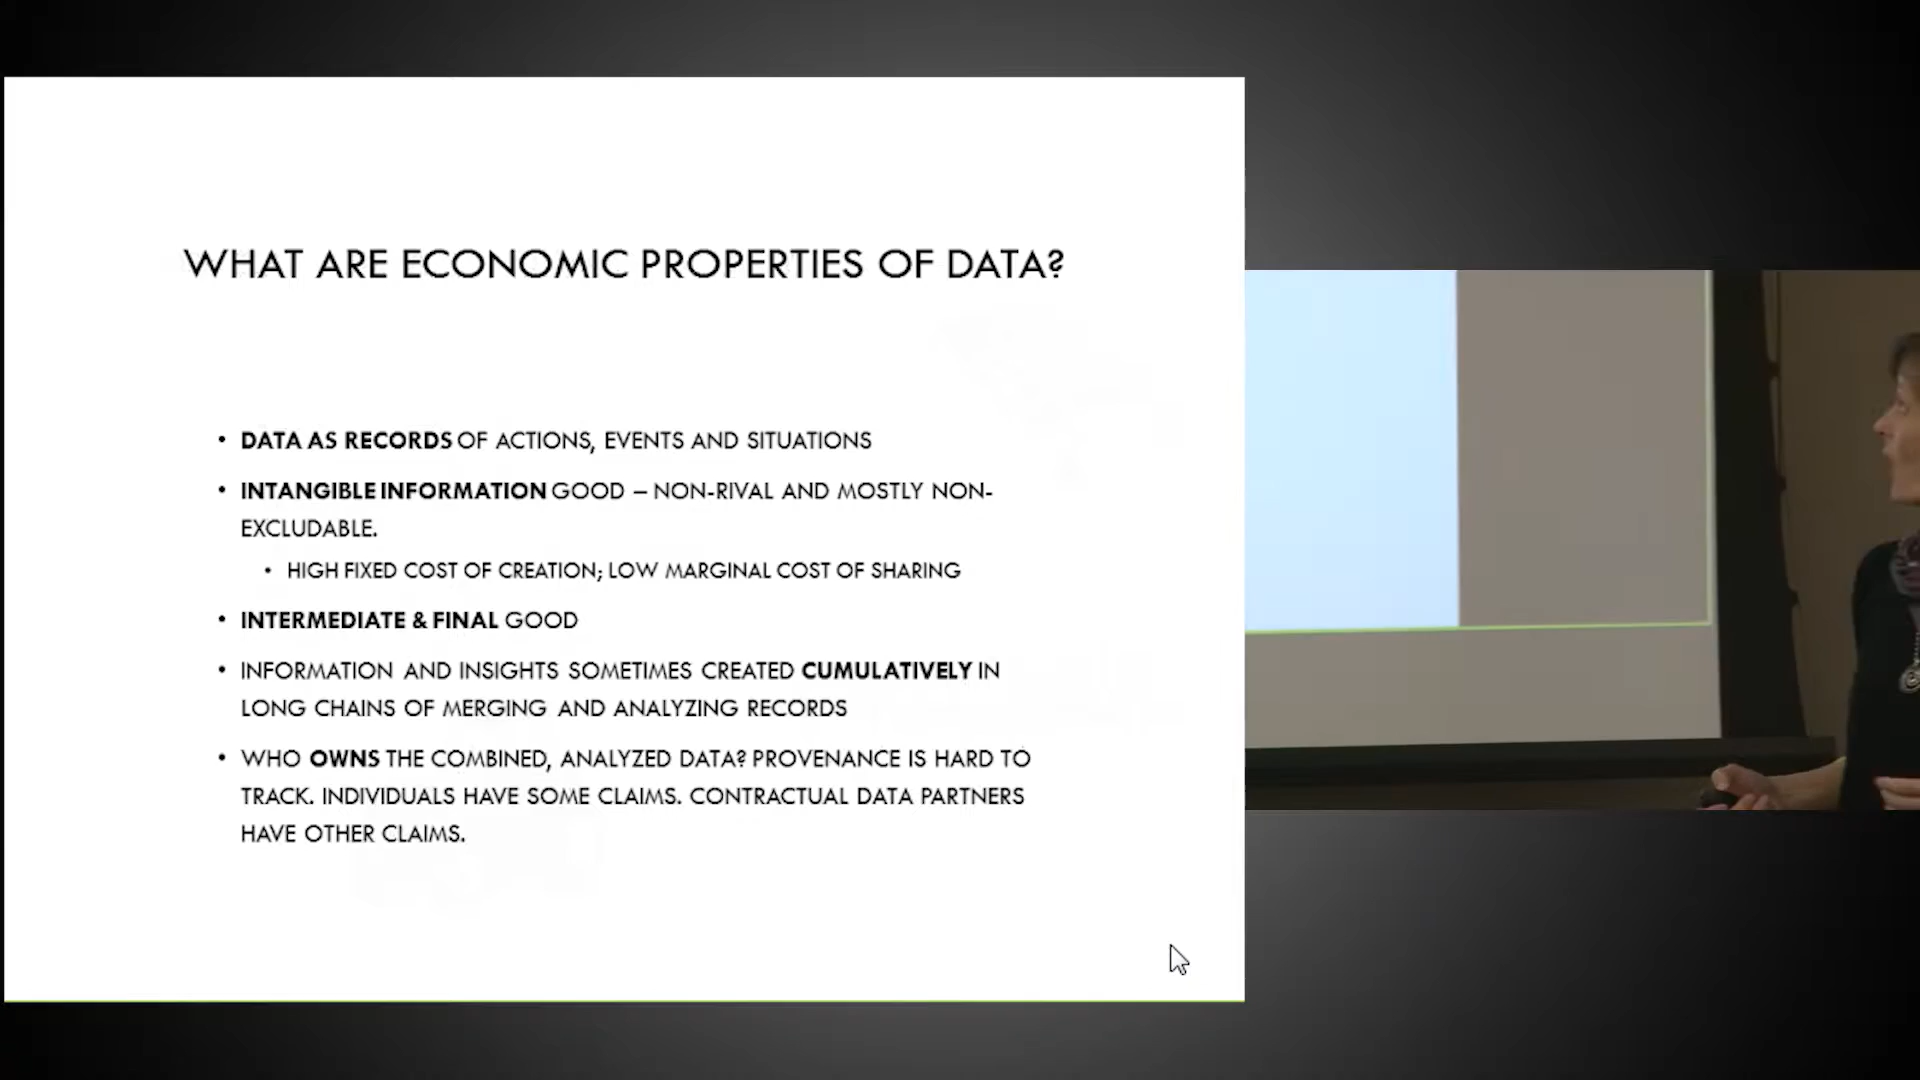 WHAT ARE ECONOMIC PROPERTIES OF DATA?
• DATA AS RECORDS OF ACTIONS, EVENTS AND SITUATIONS
• INTANGIBLE INFORMATION GOOD – NON-RIVAL AND MOSTLY NON-
EXCLUDABLE.
• HIGH FIXED COST OF CREATION; LOW MARGINAL COST OF SHARING
• INTERMEDIATE & FINAL GOOD
• INFORMATION AND INSIGHTS SOMETIMES CREATED CUMULATIVELY IN
LONG CHAINS OF MERGING AND ANALYZING RECORDS
• WHO OWNS THE COMBINED, ANALYZED DATA? PROVENANCE IS HARD TO
TRACK. INDIVIDUALS HAVE SOME CLAIMS. CONTRACTUAL DATA PARTNERS
HAVE OTHER CLAIMS.